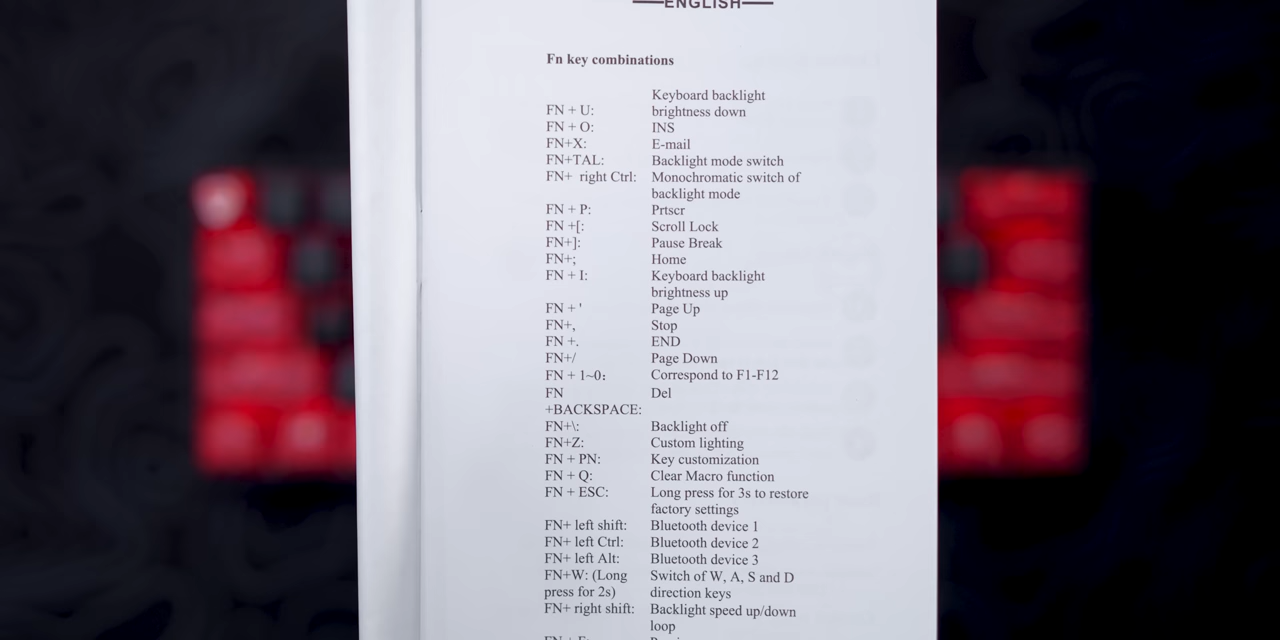 ENGLISH
Fn key combinations
Keyboard backlight
FN + U: brightness down
FN + O: INS
FN+X: E-mail
FN+TAL: Backlight mode switch
FN+ right Ctrl: Monochromatic switch of
backlight mode
FN + P: Prtscr
FN +[: Scroll Lock
FN+]: Pause Break
FN+; Home
FN + I: Keyboard backlight
brightness up
FN + ' Page Up
FN+, Stop
FN +. END
FN+/ Page Down
FN + 1~0: Correspond to F1-F12
FN Del
+BACKSPACE:
FN+\: Backlight off
FN+Z: Custom lighting
FN + PN: Key customization
FN + Q: Clear Macro function
FN + ESC: Long press for 3s to restore
factory settings
FN+ left shift: Bluetooth device 1
FN+ left Ctrl: Bluetooth device 2
FN+ left Alt: Bluetooth device 3
FN+W: (Long Switch of W, A, S and D
press for 2s) direction keys
FN+ right shift: Backlight speed up/down
loop